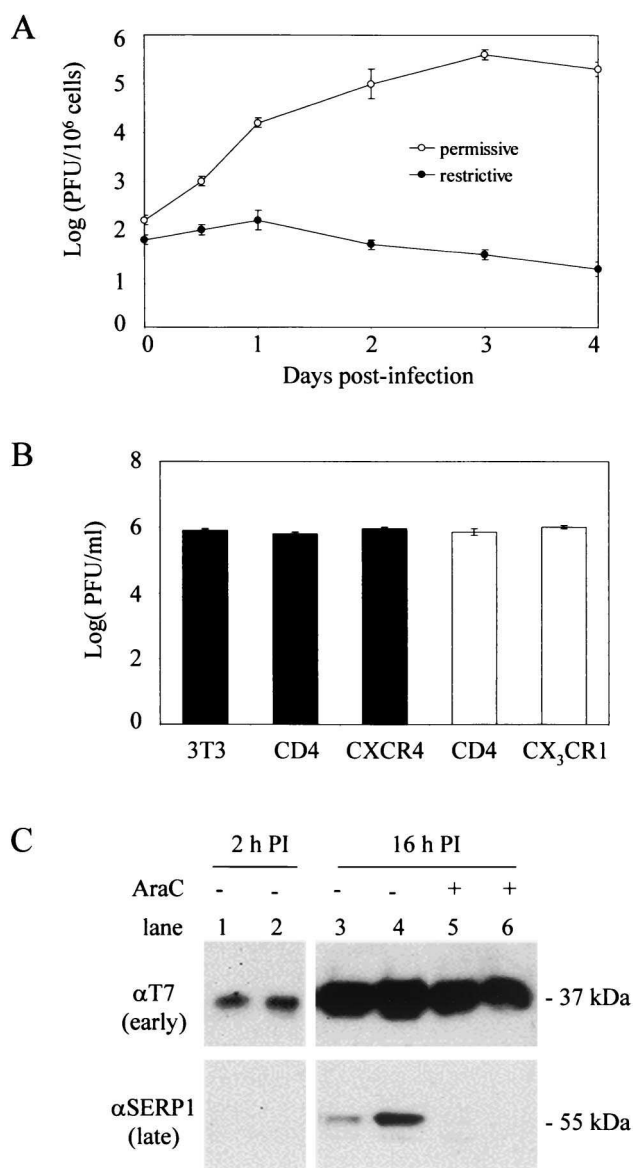 A
6
5
4
3
2
1
0
Log (PFU/10⁶ cells)
permissive
restrictive
0 1 2 3 4
Days post-infection
B
8
6
4
2
0
Log( PFU/ml)
3T3 CD4 CXCR4 CD4 CX₃CR1
C
2 h PI 16 h PI
AraC - - - - + +
lane 1 2 3 4 5 6
αT7
(early)
- 37 kDa
αSERP1
(late)
- 55 kDa